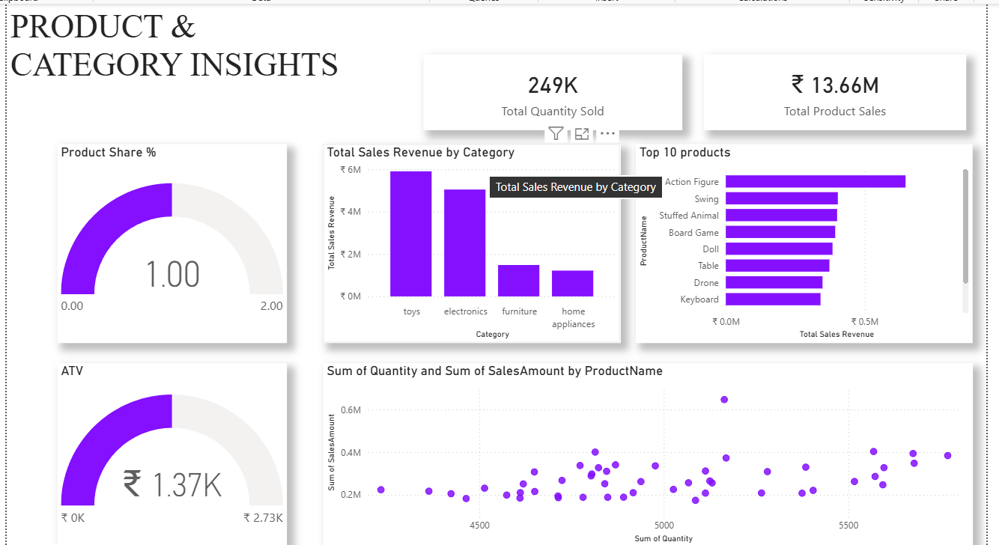 PRODUCT &
CATEGORY INSIGHTS
249K
Total Quantity Sold
₹ 13.66M
Total Product Sales
Product Share %
1.00
0.00
2.00
Total Sales Revenue by Category
Total Sales Revenue by Category
Total Sales Revenue
₹ 6M
₹ 4M
₹ 2M
₹ 0M
toys
electronics
furniture
home
appliances
Category
Top 10 products
ProductName
Action Figure
Swing
Stuffed Animal
Board Game
Doll
Table
Drone
Keyboard
₹ 0.0M
₹ 0.5M
Total Sales Revenue
ATV
₹ 1.37K
₹ 0K
₹ 2.73K
Sum of Quantity and Sum of SalesAmount by ProductName
Sum of SalesAmount
0.6M
0.4M
0.2M
4500
5000
5500
Sum of Quantity